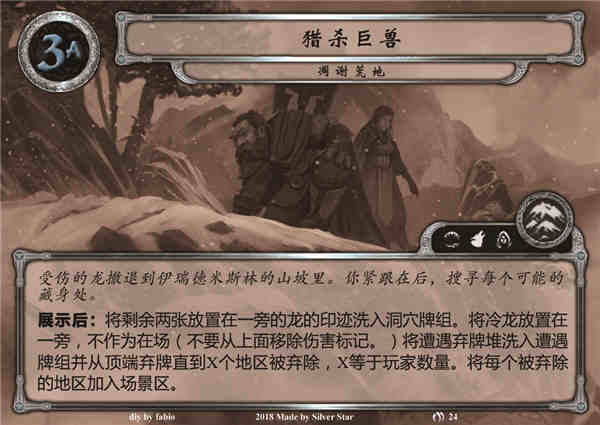 3A
猎杀巨兽
凋谢荒地
受伤的龙撤退到伊瑞德米斯林的山坡里。你紧跟在后，搜寻每个可能的
藏身处。
展示后：将剩余两张放置在一旁的龙的印迹洗入洞穴牌组。将冷龙放置在
一旁，不作为在场（不要从上面移除伤害标记。）将遭遇弃牌堆洗入遭遇
牌组并从顶端弃牌直到X个地区被弃除，X等于玩家数量。将每个被弃除
的地区加入场景区。
diy by fabio 2018 Made by Silver Star 24